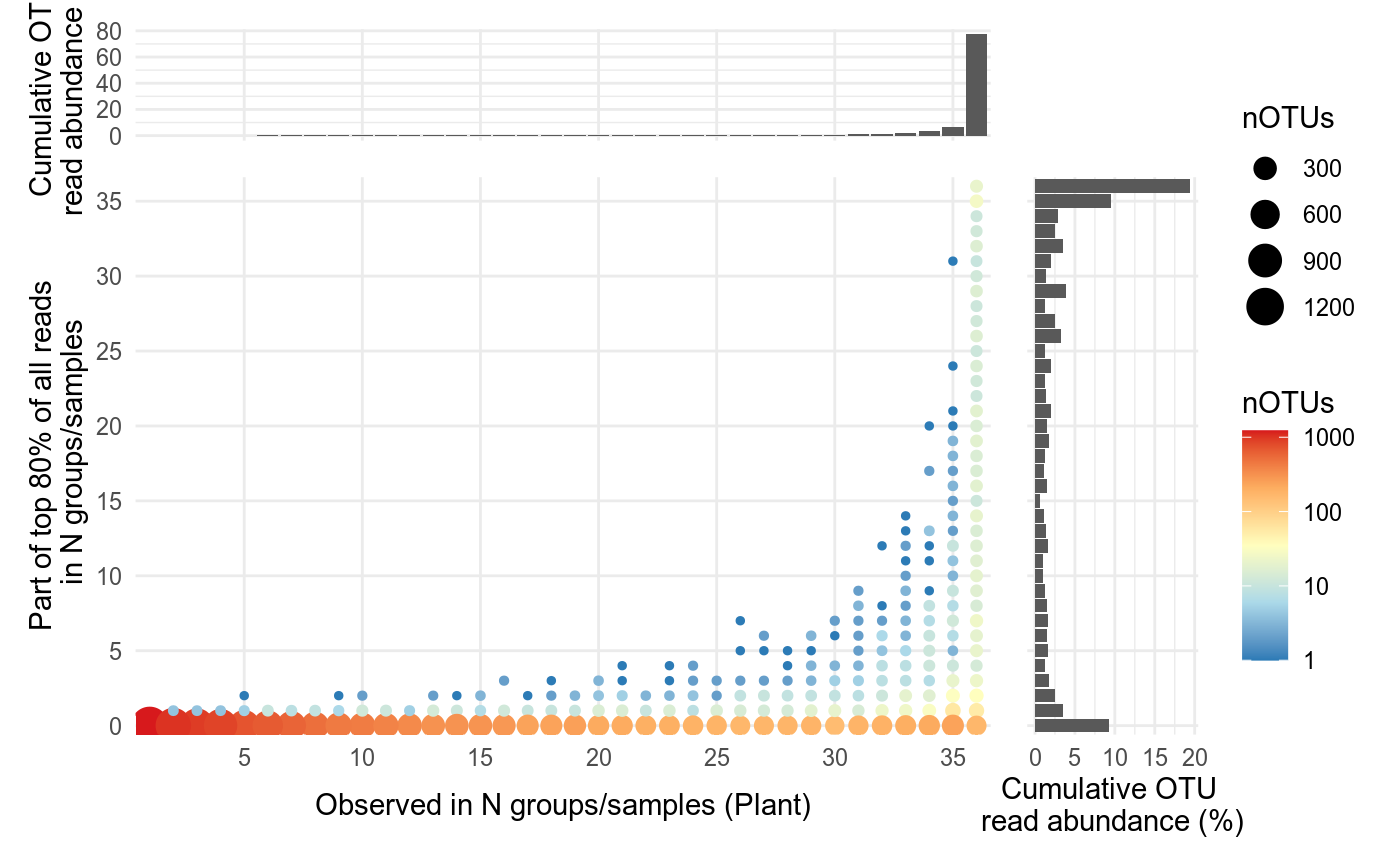 Cumulative OT
read abundance
80
60
40
20
0
Part of top 80% of all reads
in N groups/samples
35
30
25
20
15
10
5
0
5 10 15 20 25 30 35
Observed in N groups/samples (Plant)
0 5 10 15 20
Cumulative OTU
read abundance (%)
nOTUs
300
600
900
1200
nOTUs
1000
100
10
1